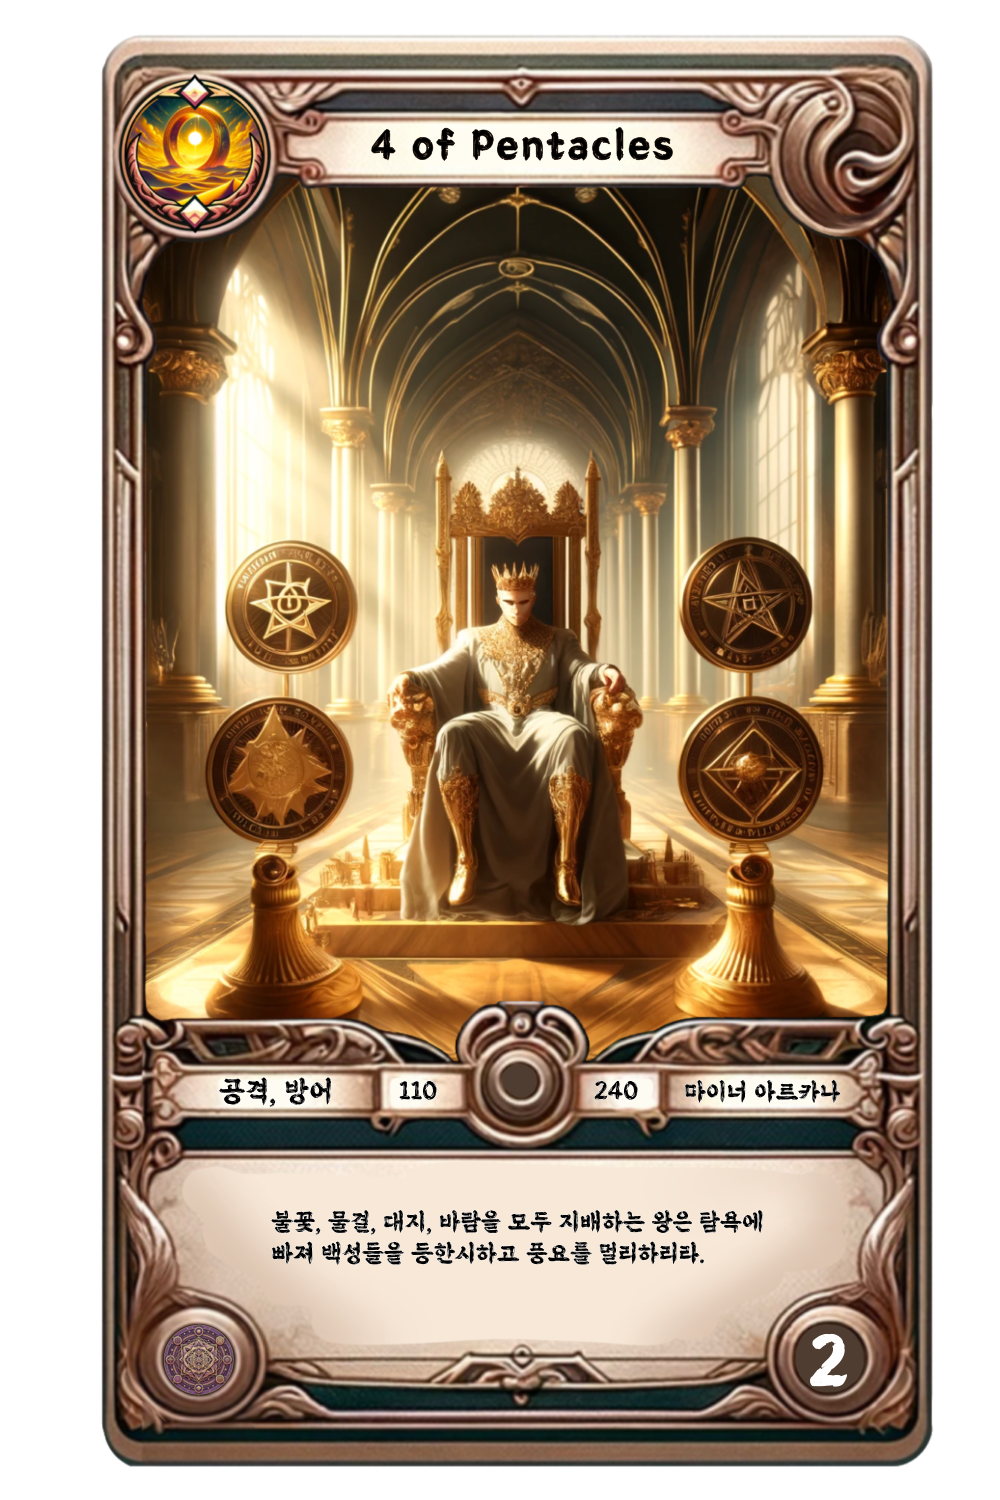 4 of Pentacles
공격, 방어 110 240 마이너 아르카나
불꽃, 물결, 대지, 바람을 모두 지배하는 왕은 탐욕에
빠져 백성들을 등한시하고 풍요를 멀리하리라.
2